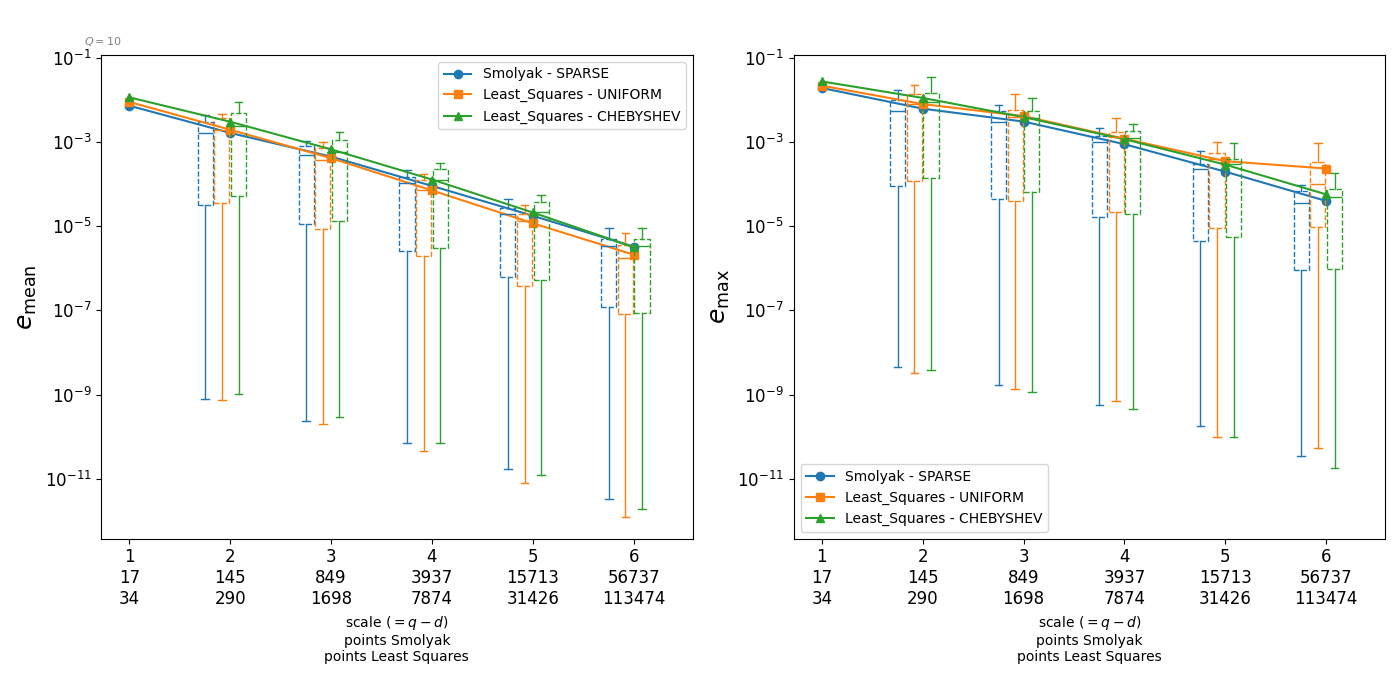 Q = 10
10⁻¹
10⁻³
10⁻⁵
10⁻⁷
10⁻⁹
10⁻¹¹
e_mean
Smolyak - SPARSE
Least_Squares - UNIFORM
Least_Squares - CHEBYSHEV
1 2 3 4 5 6
17 145 849 3937 15713 56737
34 290 1698 7874 31426 113474
scale (= q − d)
points Smolyak
points Least Squares
10⁻¹
10⁻³
10⁻⁵
10⁻⁷
10⁻⁹
10⁻¹¹
e_max
Smolyak - SPARSE
Least_Squares - UNIFORM
Least_Squares - CHEBYSHEV
1 2 3 4 5 6
17 145 849 3937 15713 56737
34 290 1698 7874 31426 113474
scale (= q − d)
points Smolyak
points Least Squares